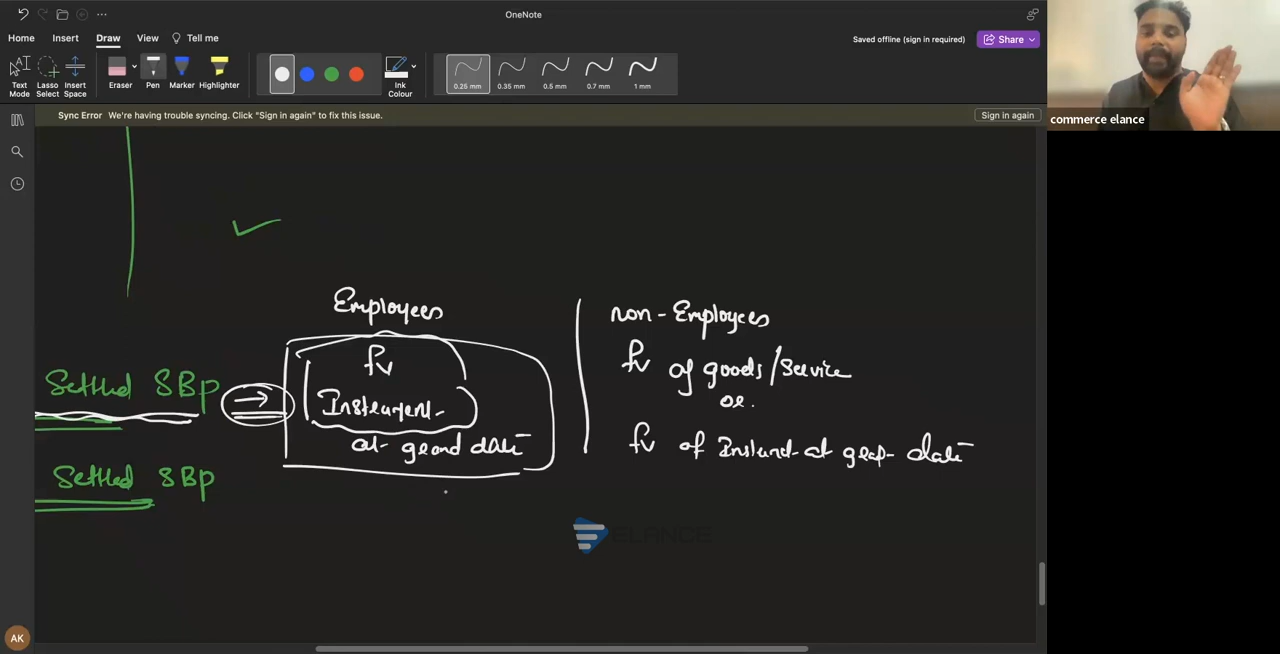 OneNote
Home Insert Draw View Tell me
Saved offline (sign in required)
Share
Text Mode
Lasso Select
Insert Space
Eraser
Pen
Marker
Highlighter
Ink Colour
0.25 mm
0.35 mm
0.5 mm
0.7 mm
1 mm
Sync Error We're having trouble syncing. Click "Sign in again" to fix this issue.
Sign in again
commerce elance
Employees
non-Employees
fv
Instrument
at grand date
fv of goods/Service
or.
fv of Instund at grap date
Settled SBp
Settled SBp
ELANCE
AK